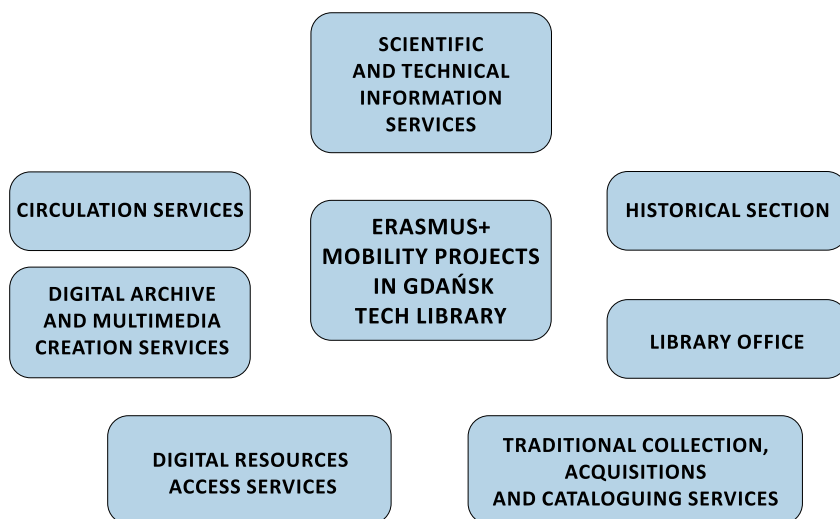 SCIENTIFIC
AND TECHNICAL
INFORMATION
SERVICES
CIRCULATION SERVICES
ERASMUS+
MOBILITY PROJECTS
IN GDAŃSK
TECH LIBRARY
HISTORICAL SECTION
DIGITAL ARCHIVE
AND MULTIMEDIA
CREATION SERVICES
LIBRARY OFFICE
DIGITAL RESOURCES
ACCESS SERVICES
TRADITIONAL COLLECTION,
ACQUISITIONS
AND CATALOGUING SERVICES